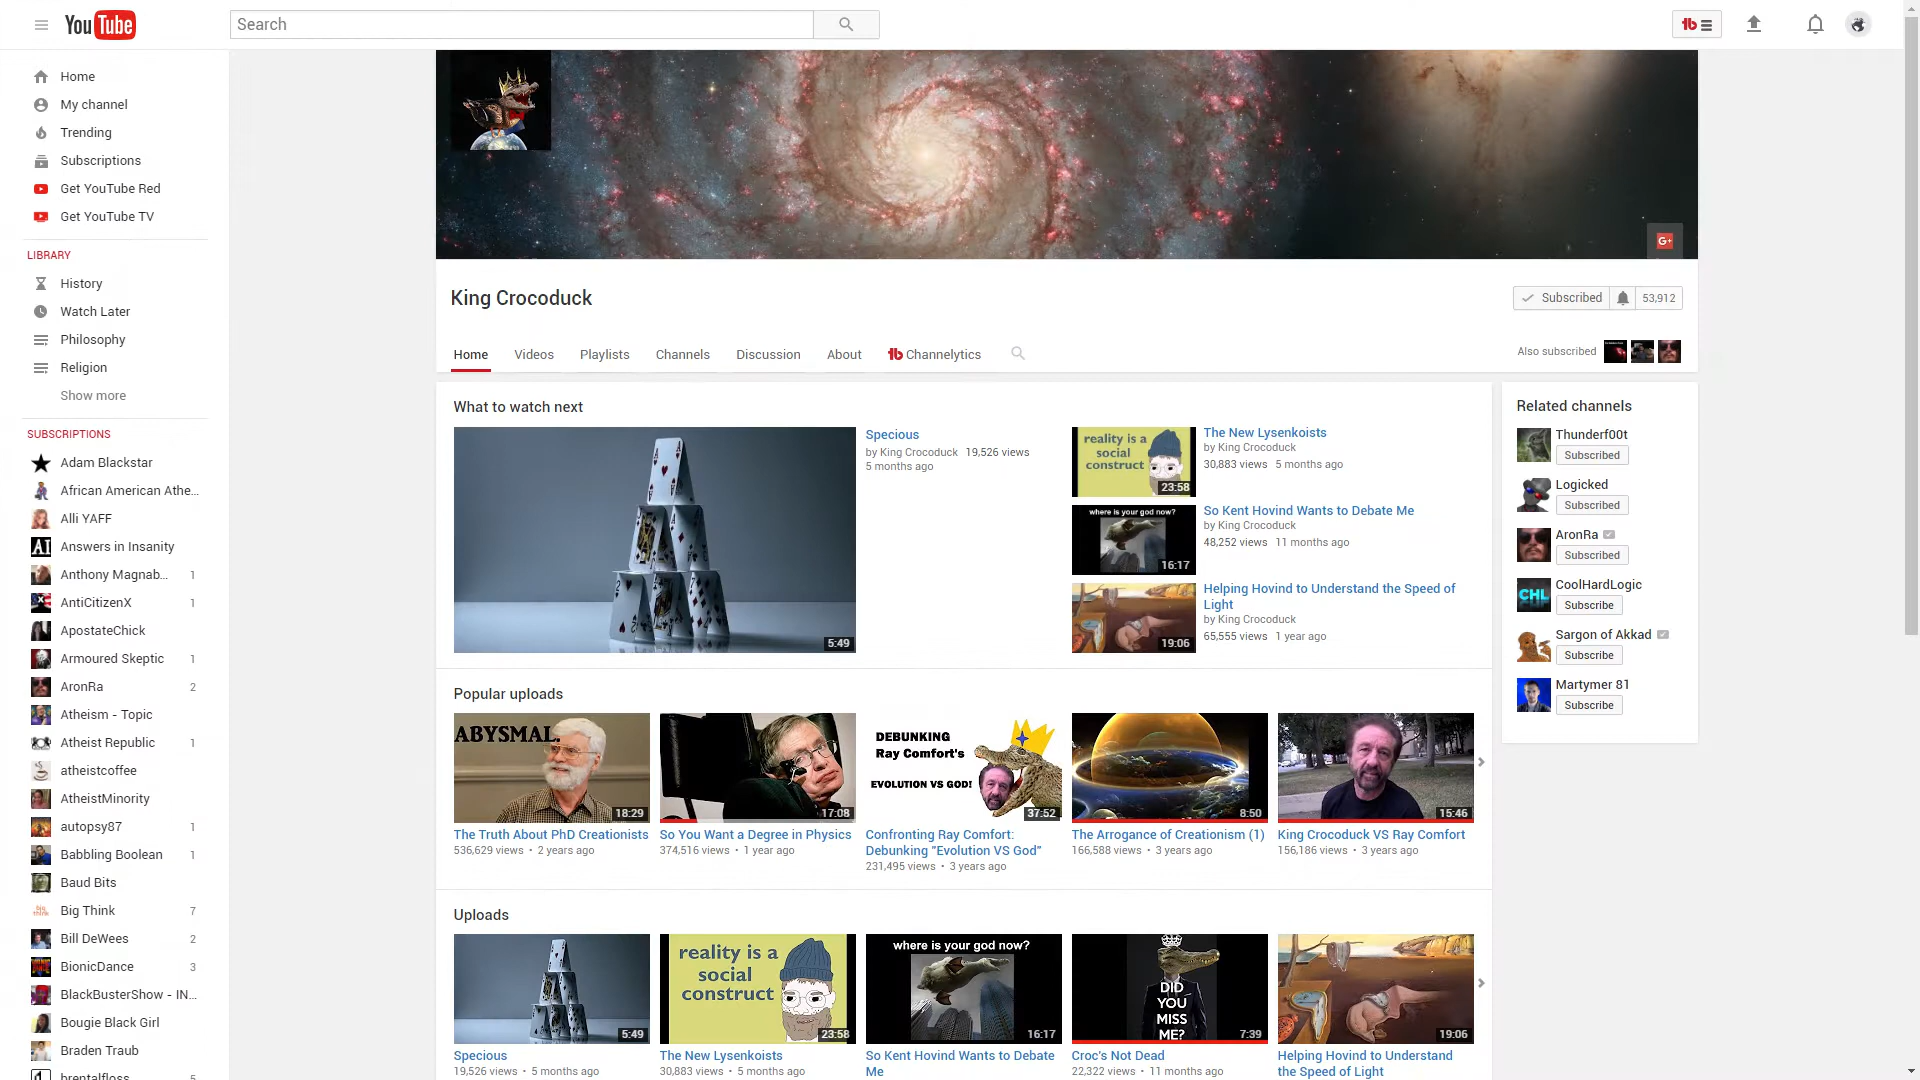 YouTube
Search
Home
My channel
Trending
Subscriptions
Get YouTube Red
Get YouTube TV
LIBRARY
History
Watch Later
Philosophy
Religion
Show more
SUBSCRIPTIONS
Adam Blackstar
African American Athe...
Alli YAFF
Answers in Insanity
Anthony Magnab... 1
AntiCitizenX 1
ApostateChick
Armoured Skeptic 1
AronRa 2
Atheism - Topic
Atheist Republic 1
atheistcoffee
AtheistMinority
autopsy87 1
Babbling Boolean 1
Baud Bits
Big Think 7
Bill DeWees 2
BionicDance 3
BlackBusterShow - IN...
Bougie Black Girl
Braden Traub
brentalfloss 5
G+
King Crocoduck
Subscribed 53,912
Home Videos Playlists Channels Discussion About Channelytics
Also subscribed
What to watch next
5:49
Specious
by King Crocoduck 19,526 views
5 months ago
reality is a
social
construct
23:58
The New Lysenkoists
by King Crocoduck
30,883 views 5 months ago
where is your god now?
16:17
So Kent Hovind Wants to Debate Me
by King Crocoduck
48,252 views 11 months ago
19:06
Helping Hovind to Understand the Speed of
Light
by King Crocoduck
65,555 views 1 year ago
Popular uploads
ABYSMAL.
18:29
The Truth About PhD Creationists
536,629 views • 2 years ago
17:08
So You Want a Degree in Physics
374,516 views • 1 year ago
DEBUNKING
Ray Comfort's
EVOLUTION VS GOD!
37:52
Confronting Ray Comfort:
Debunking "Evolution VS God"
231,495 views • 3 years ago
8:50
The Arrogance of Creationism (1)
166,588 views • 3 years ago
15:46
King Crocoduck VS Ray Comfort
156,186 views • 3 years ago
Uploads
5:49
Specious
19,526 views • 5 months ago
reality is a
social
construct
23:58
The New Lysenkoists
30,883 views • 5 months ago
where is your god now?
16:17
So Kent Hovind Wants to Debate
Me
DID
YOU
MISS
ME?
7:39
Croc's Not Dead
22,322 views • 11 months ago
19:06
Helping Hovind to Understand
the Speed of Light
Related channels
Thunderf00t
Subscribed
Logicked
Subscribed
AronRa
Subscribed
CHL
CoolHardLogic
Subscribe
Sargon of Akkad
Subscribe
Martymer 81
Subscribe